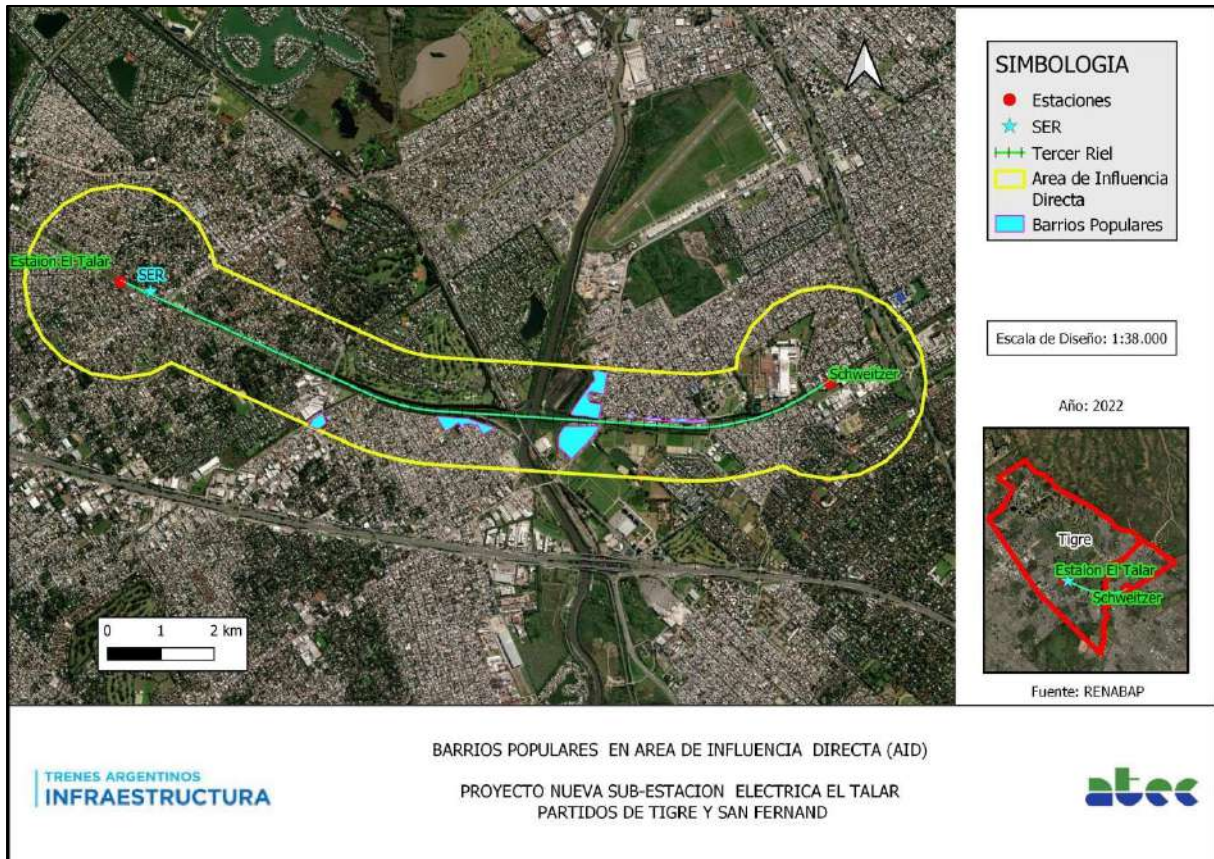 Estaion El-Talar
SER
Schweitzer
0 1 2 km
SIMBOLOGIA
Estaciones
SER
Tercer Riel
Area de Influencia
Directa
Barrios Populares
Escala de Diseño: 1:38.000
Año: 2022
Tigre
Estaion El-Talar
Schweitzer
Fuente: RENABAP
TRENES ARGENTINOS
INFRAESTRUCTURA
BARRIOS POPULARES EN AREA DE INFLUENCIA DIRECTA (AID)
PROYECTO NUEVA SUB-ESTACION ELECTRICA EL TALAR
PARTIDOS DE TIGRE Y SAN FERNAND
atec